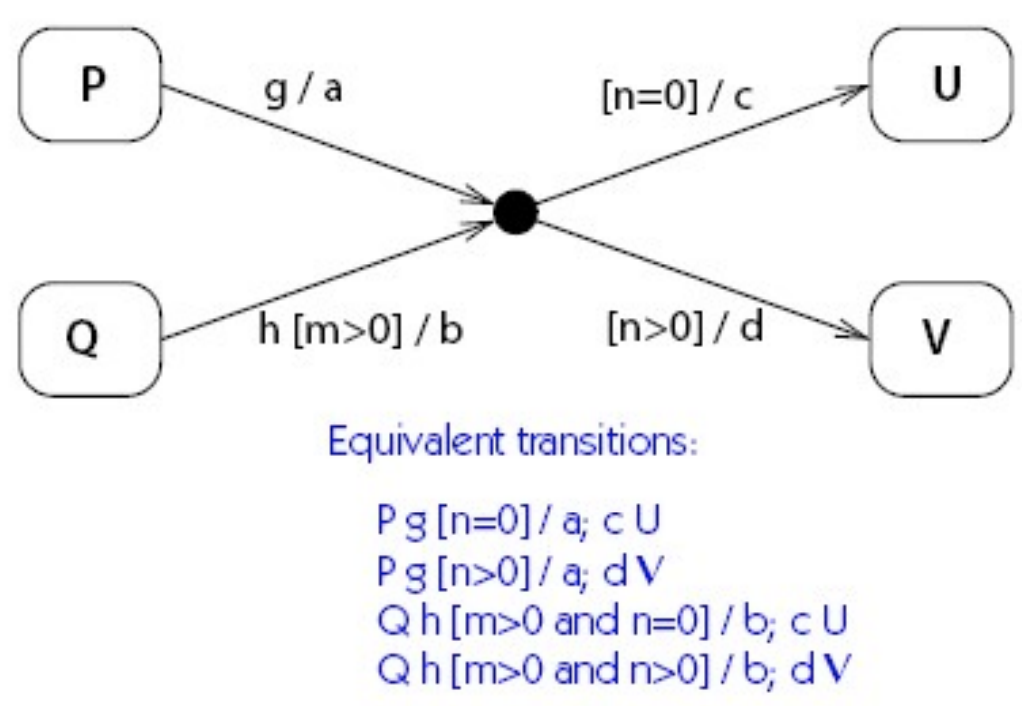 P
g / a
[n=0] / c
U
Q
h [m>0] / b
[n>0] / d
V
Equivalent transitions:
P g [n=0] / a; c U
P g [n>0] / a; d V
Q h [m>0 and n=0] / b; c U
Q h [m>0 and n>0] / b; d V